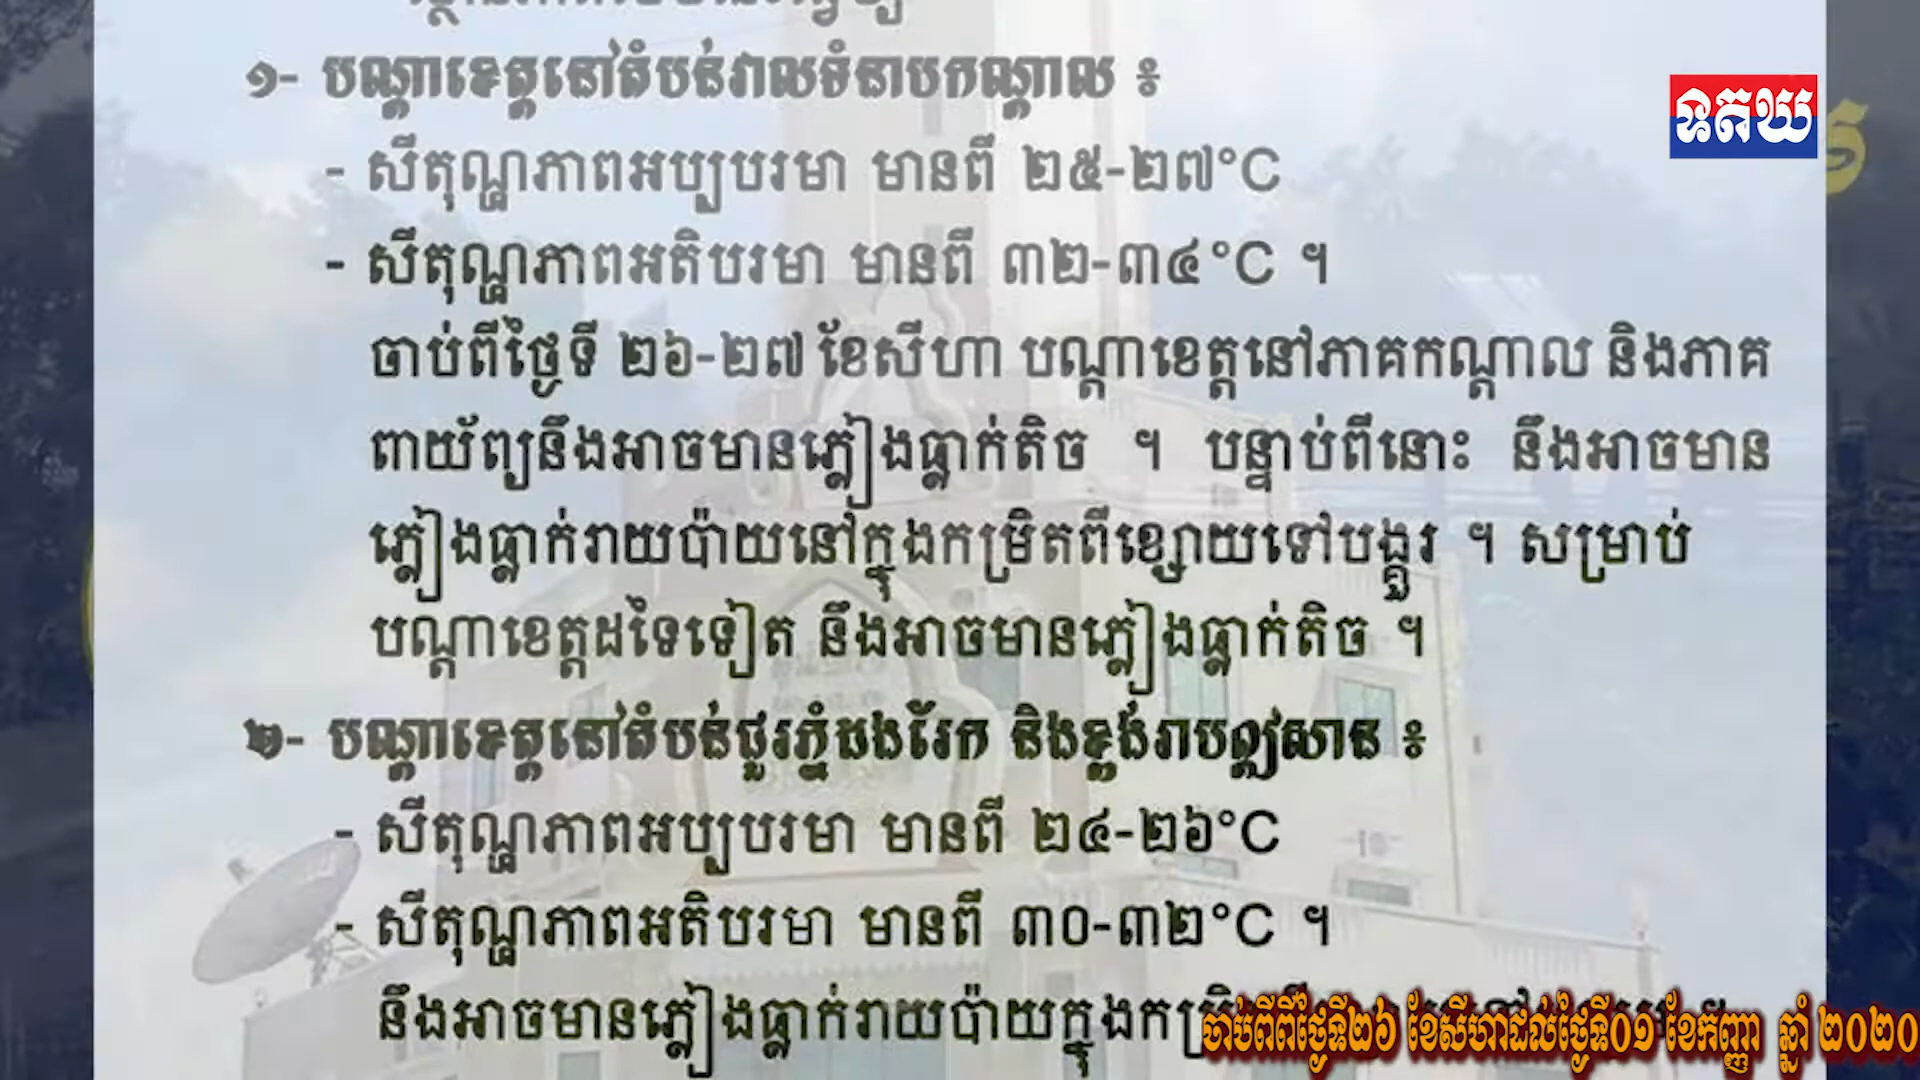 ១- បណ្តាខេត្តនៅតំបន់វាលទំនាបកណ្តាល ៖
ទឥឃ
- សីតុណ្ហភាពអប្បបរមា មានពី ២៥-២៧°C
- សីតុណ្ហភាពអតិបរមា មានពី ៣២-៣៤°C ។
ចាប់ពីថ្ងៃទី ២៦-២៧ ខែសីហា បណ្តាខេត្តនៅភាគកណ្តាល និងភាគ
ពាយ័ព្យនឹងអាចមានភ្លៀងធ្លាក់តិច ។ បន្ទាប់ពីនោះ នឹងអាចមាន
ភ្លៀងធ្លាក់រាយប៉ាយនៅក្នុងកម្រិតពីខ្សោយទៅបង្គួរ ។ សម្រាប់
បណ្តាខេត្តដទៃទៀត នឹងអាចមានភ្លៀងធ្លាក់តិច ។
២- បណ្តាខេត្តនៅតំបន់ជួរភ្នំដងរែក និងខ្ពង់រាបឦសាន ៖
- សីតុណ្ហភាពអប្បបរមា មានពី ២៤-២៦°C
- សីតុណ្ហភាពអតិបរមា មានពី ៣០-៣២°C ។
នឹងអាចមានភ្លៀងធ្លាក់រាយប៉ាយក្នុង
ចាប់ពីពីថ្ងៃទី២៦ ខែសីហាដល់ថ្ងៃទី០១ ខែកញ្ញា ឆ្នាំ ២០២០